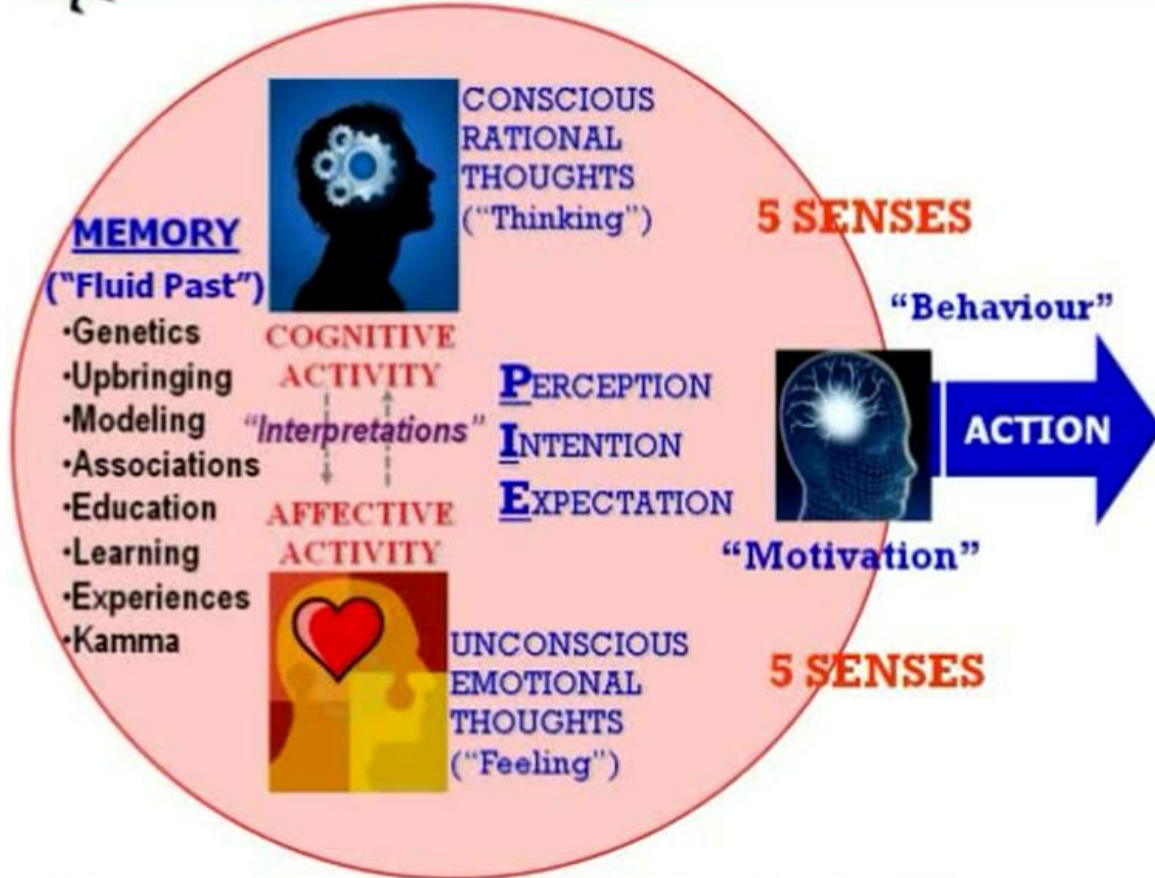 CONSCIOUS
RATIONAL
THOUGHTS
("Thinking")
5 SENSES
MEMORY
("Fluid Past")
•Genetics
•Upbringing
•Modeling
•Associations
•Education
•Learning
•Experiences
•Kamma
COGNITIVE
ACTIVITY
"Interpretations"
AFFECTIVE
ACTIVITY
PERCEPTION
INTENTION
EXPECTATION
"Behaviour"
ACTION
"Motivation"
UNCONSCIOUS
EMOTIONAL
THOUGHTS
("Feeling")
5 SENSES